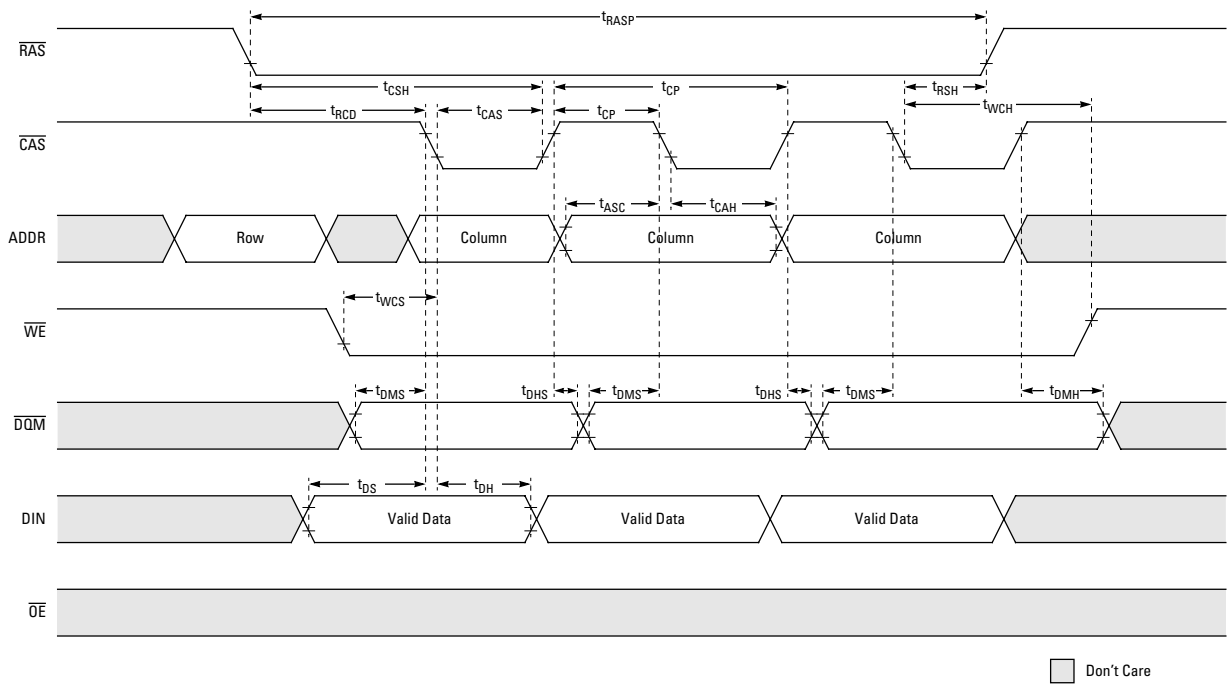 tRASP
RAS
tCSH
tCP
tRSH
tRCD
tCAS
tCP
tWCH
CAS
tASC
tCAH
ADDR
Row
Column
Column
Column
tWCS
WE
tDMS
tDHS
tDMS
tDHS
tDMS
tDMH
DQM
tDS
tDH
DIN
Valid Data
Valid Data
Valid Data
OE
Don't Care